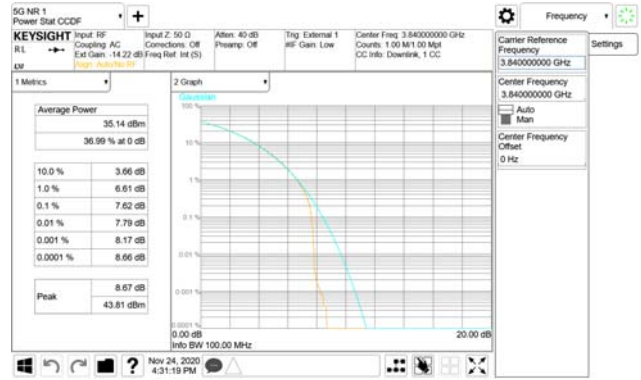 5G NR 1
Power Stat CCDF
Frequency
KEYSIGHT
Input: RF
Coupling: AC
Ext Gain: -14.22 dB
Align: Auto/No RF
Input Z: 50 Ω
Corrections: Off
Freq Ref: Int (S)
Atten: 40 dB
Preamp: Off
Trig: External 1
#IF Gain: Low
Center Freq: 3.840000000 GHz
Counts: 1.00 M/1.00 Mpt
CC Info: Downlink, 1 CC
RL
LW
1 Metrics
Average Power
35.14 dBm
36.99 % at 0 dB
10.0 % 3.66 dB
1.0 % 6.61 dB
0.1 % 7.62 dB
0.01 % 7.79 dB
0.001 % 8.17 dB
0.0001 % 8.66 dB
Peak
8.67 dB
43.81 dBm
2 Graph
Gaussian
100 %
10 %
1 %
0.1 %
0.01 %
0.001 %
0.0001 %
0.00 dB
20.00 dB
Info BW 100.00 MHz
Carrier Reference
Frequency
3.840000000 GHz
Center Frequency
3.840000000 GHz
Auto
Man
Center Frequency
Offset
0 Hz
Settings
?
Nov 24, 2020
4:31:19 PM